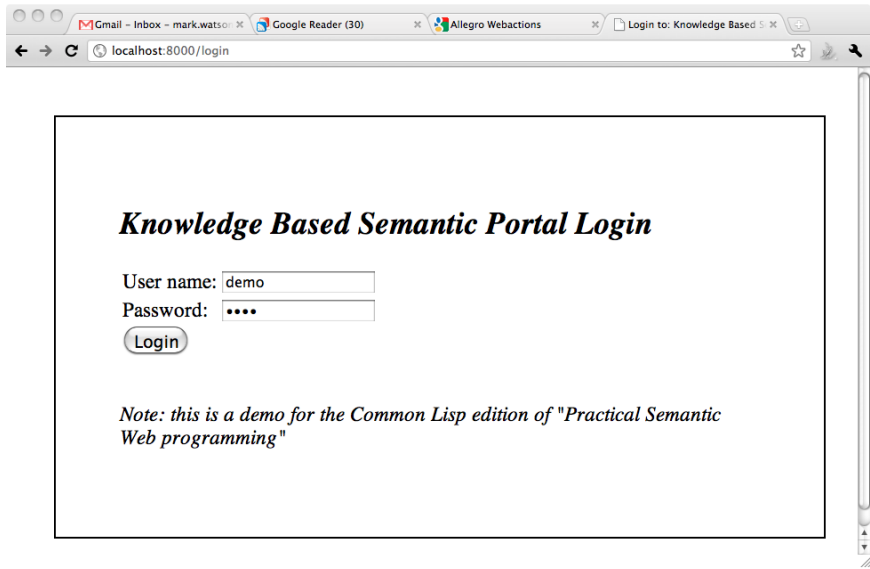 Gmail – Inbox – mark.watson
Google Reader (30)
Allegro Webactions
Login to: Knowledge Based S
localhost:8000/login
Knowledge Based Semantic Portal Login
User name: demo
Password: ••••
Login
Note: this is a demo for the Common Lisp edition of "Practical Semantic
Web programming"